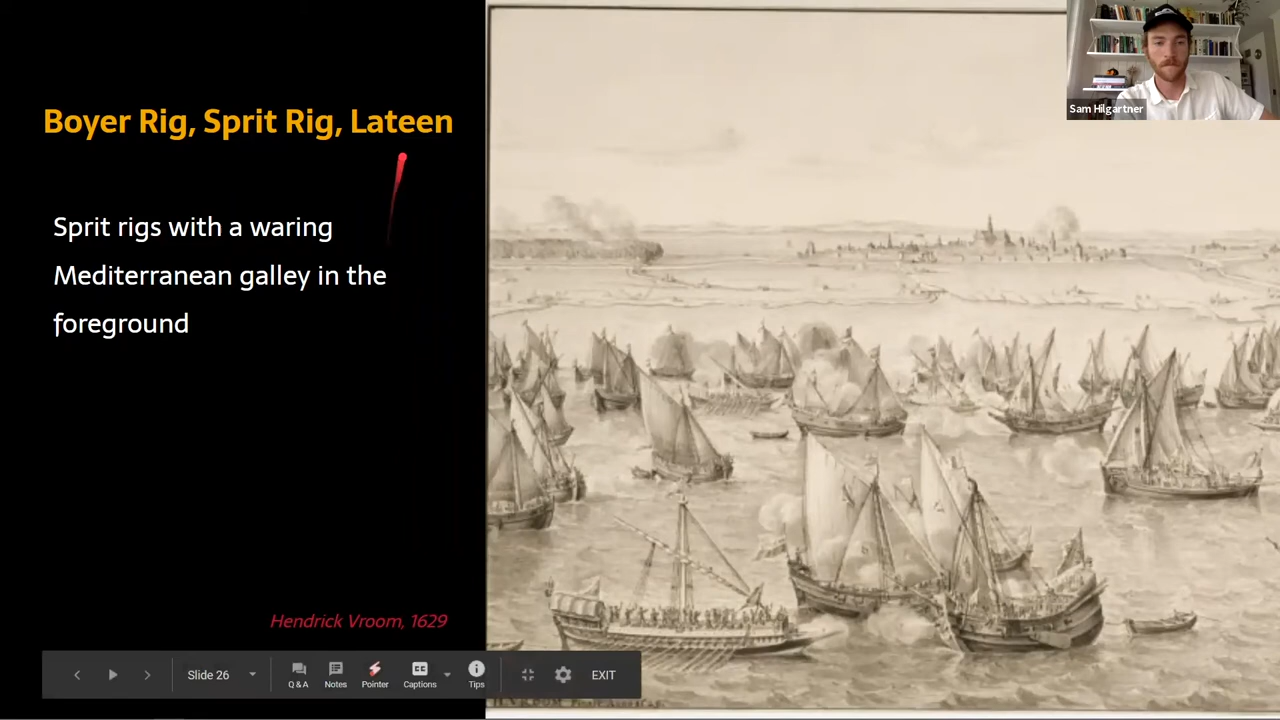 Boyer Rig, Sprit Rig, Lateen
Sprit rigs with a waring
Mediterranean galley in the
foreground
Hendrick Vroom, 1629
Sam Hilgartner
Slide 26
Q & A
Notes
Pointer
Captions
Tips
EXIT